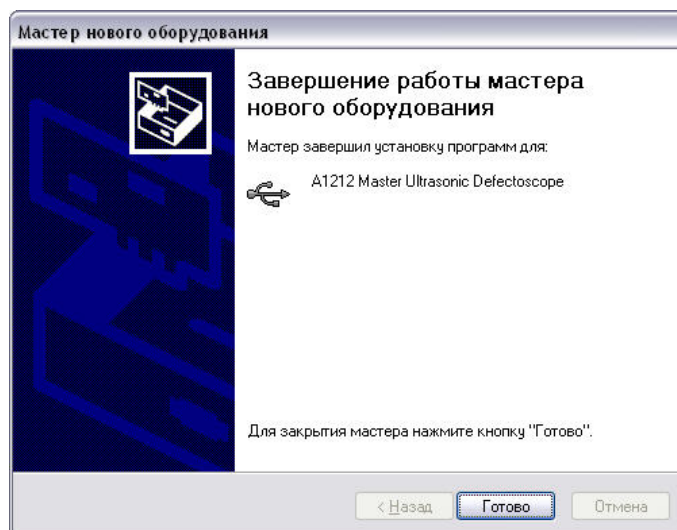 Мастер нового оборудования
Завершение работы мастера
нового оборудования
Мастер завершил установку программ для:
A1212 Master Ultrasonic Defectoscope
Для закрытия мастера нажмите кнопку "Готово".
< Назад
Готово
Отмена